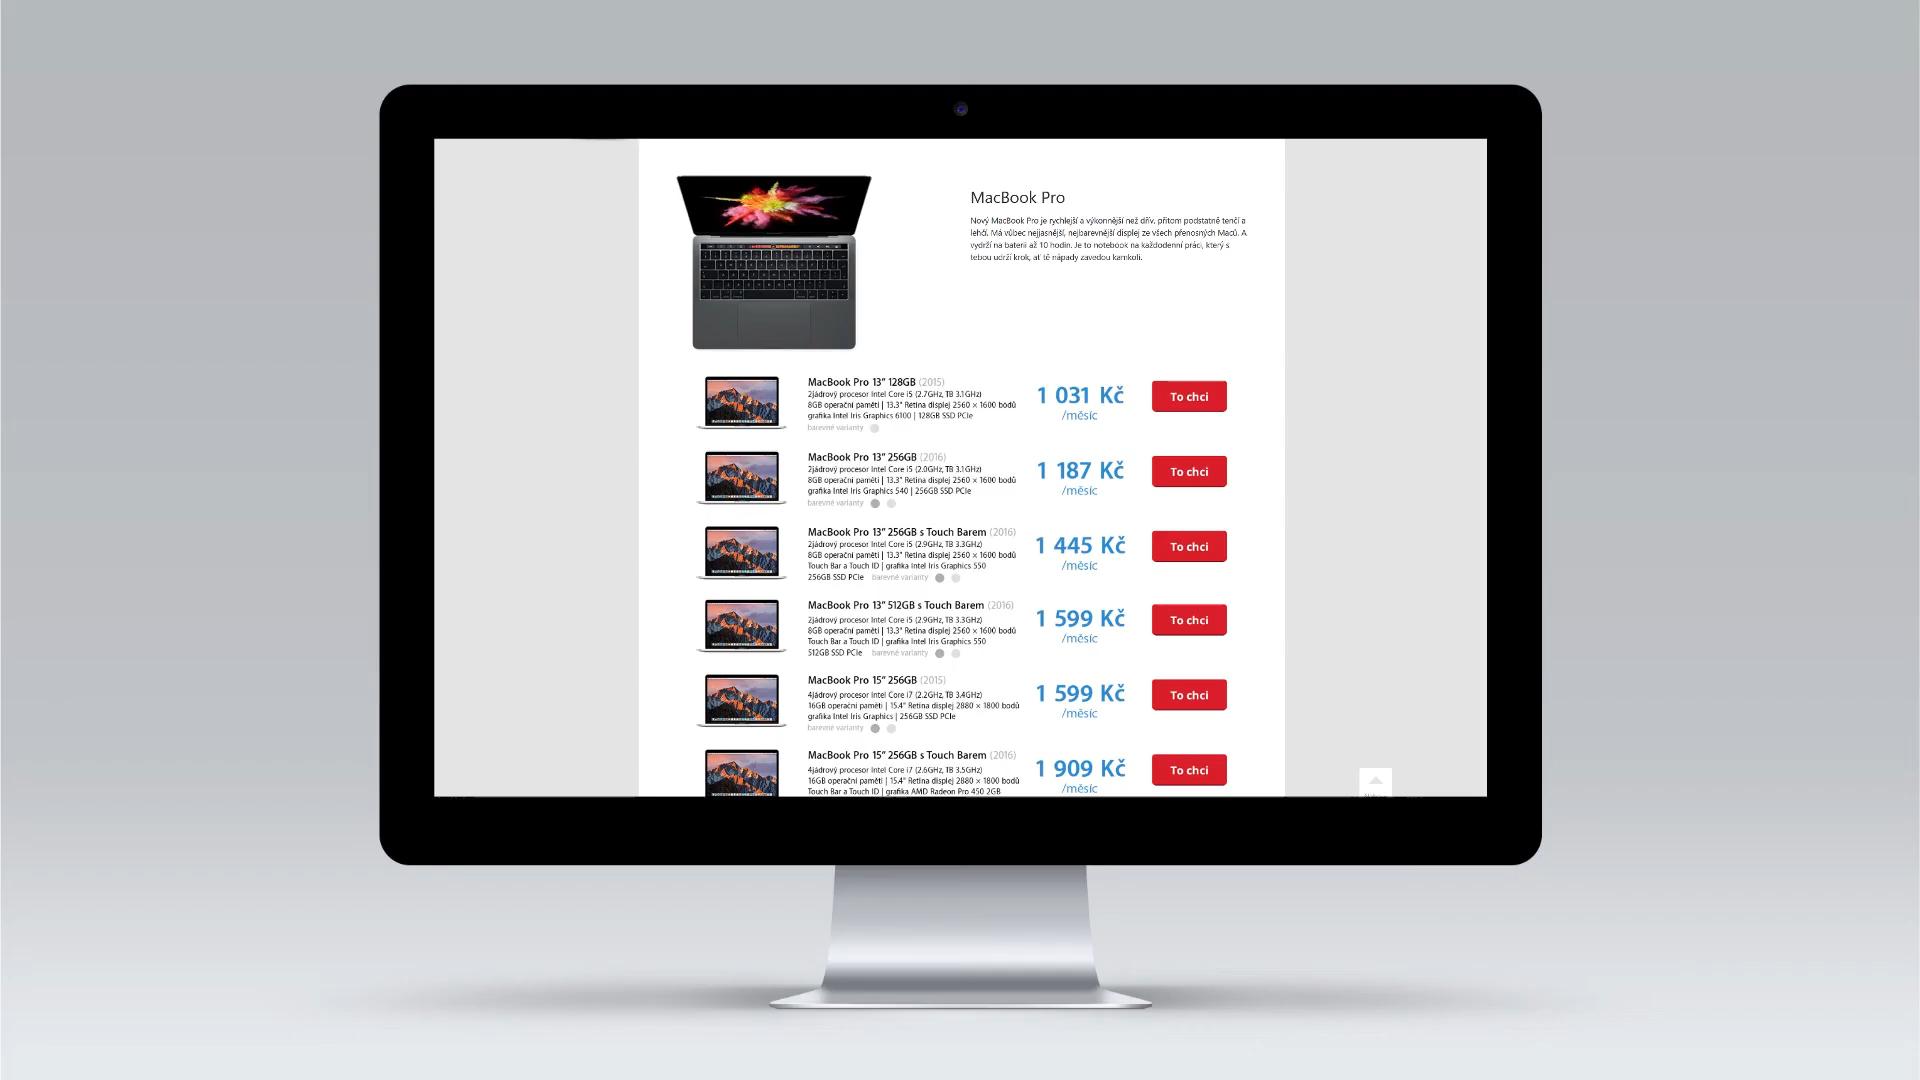 MacBook Pro
Nový MacBook Pro je rychlejší a výkonnější než dřív, přitom podstatně tenčí a
lehčí. Má vůbec nejjasnější, nejbarevnější displej ze všech přenosných Maců. A
vydrží na baterii až 10 hodin. Je to notebook na každodenní práci, který s
tebou udrží krok, ať tě nápady zavedou kamkoli.
MacBook Pro 13” 128GB (2015)
2jádrový procesor Intel Core i5 (2.7GHz, TB 3.1GHz)
8GB operační paměti | 13.3" Retina displej 2560 × 1600 bodů
grafika Intel Iris Graphics 6100 | 128GB SSD PCIe
barevné varianty
1 031 Kč
/měsíc
To chci
MacBook Pro 13” 256GB (2016)
2jádrový procesor Intel Core i5 (2.0GHz, TB 3.1GHz)
8GB operační paměti | 13.3" Retina displej 2560 × 1600 bodů
grafika Intel Iris Graphics 540 | 256GB SSD PCIe
barevné varianty
1 187 Kč
/měsíc
To chci
MacBook Pro 13” 256GB s Touch Barem (2016)
2jádrový procesor Intel Core i5 (2.9GHz, TB 3.3GHz)
8GB operační paměti | 13.3" Retina displej 2560 × 1600 bodů
Touch Bar a Touch ID | grafika Intel Iris Graphics 550
256GB SSD PCIe barevné varianty
1 445 Kč
/měsíc
To chci
MacBook Pro 13” 512GB s Touch Barem (2016)
2jádrový procesor Intel Core i5 (2.9GHz, TB 3.3GHz)
8GB operační paměti | 13.3" Retina displej 2560 × 1600 bodů
Touch Bar a Touch ID | grafika Intel Iris Graphics 550
512GB SSD PCIe barevné varianty
1 599 Kč
/měsíc
To chci
MacBook Pro 15” 256GB (2015)
4jádrový procesor Intel Core i7 (2.2GHz, TB 3.4GHz)
16GB operační paměti | 15.4" Retina displej 2880 × 1800 bodů
grafika Intel Iris Graphics | 256GB SSD PCIe
barevné varianty
1 599 Kč
/měsíc
To chci
MacBook Pro 15” 256GB s Touch Barem (2016)
4jádrový procesor Intel Core i7 (2.6GHz, TB 3.5GHz)
16GB operační paměti | 15.4" Retina displej 2880 × 1800 bodů
Touch Bar a Touch ID | grafika AMD Radeon Pro 450 2GB
1 909 Kč
/měsíc
To chci